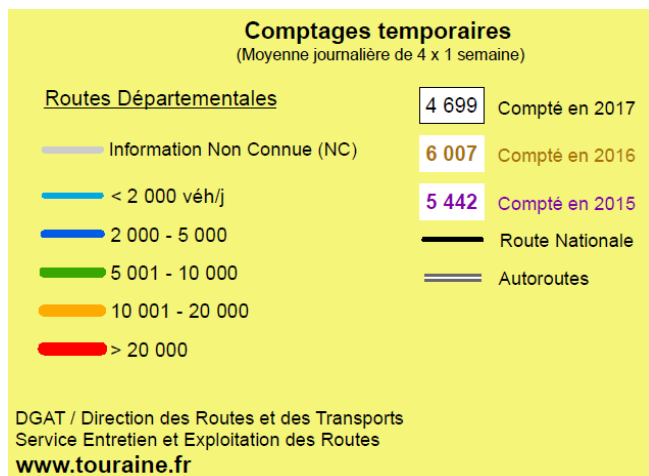 Comptages temporaires
(Moyenne journalière de 4 x 1 semaine)
Routes Départementales
Information Non Connue (NC)
< 2 000 véh/j
2 000 - 5 000
5 001 - 10 000
10 001 - 20 000
> 20 000
4 699 Compté en 2017
6 007 Compté en 2016
5 442 Compté en 2015
Route Nationale
Autoroutes
DGAT / Direction des Routes et des Transports
Service Entretien et Exploitation des Routes
www.touraine.fr